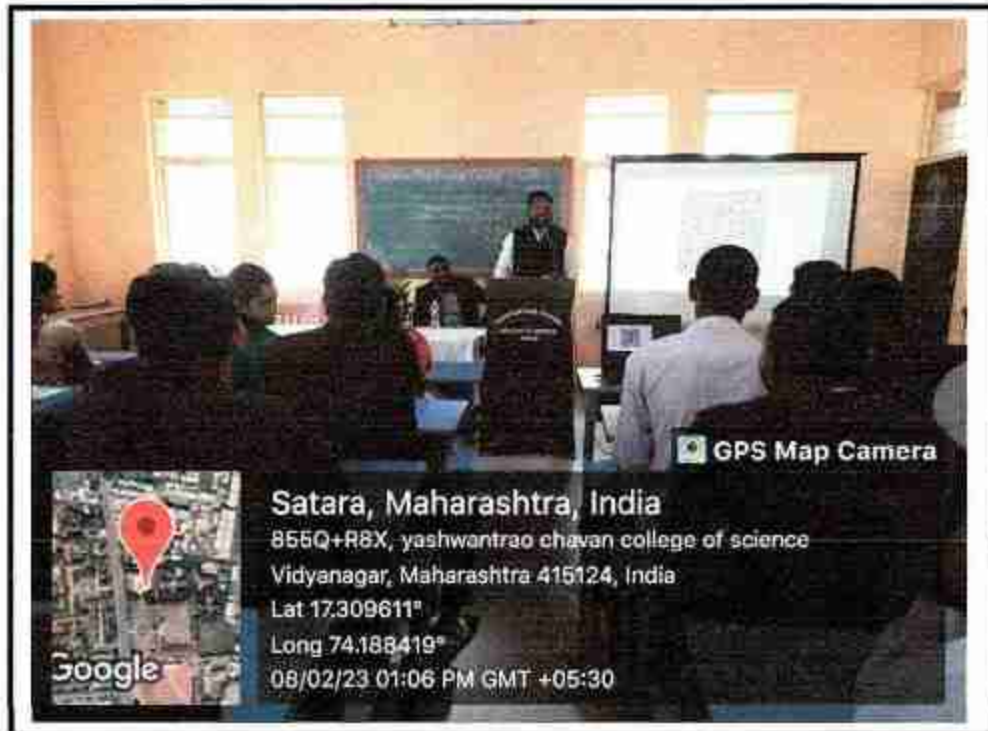 GPS Map Camera
Satara, Maharashtra, India
855Q+R8X, yashwantrao chavan college of science
Vidyanagar, Maharashtra 415124, India
Lat 17.309611°
Long 74.188419°
08/02/23 01:06 PM GMT +05:30
Google